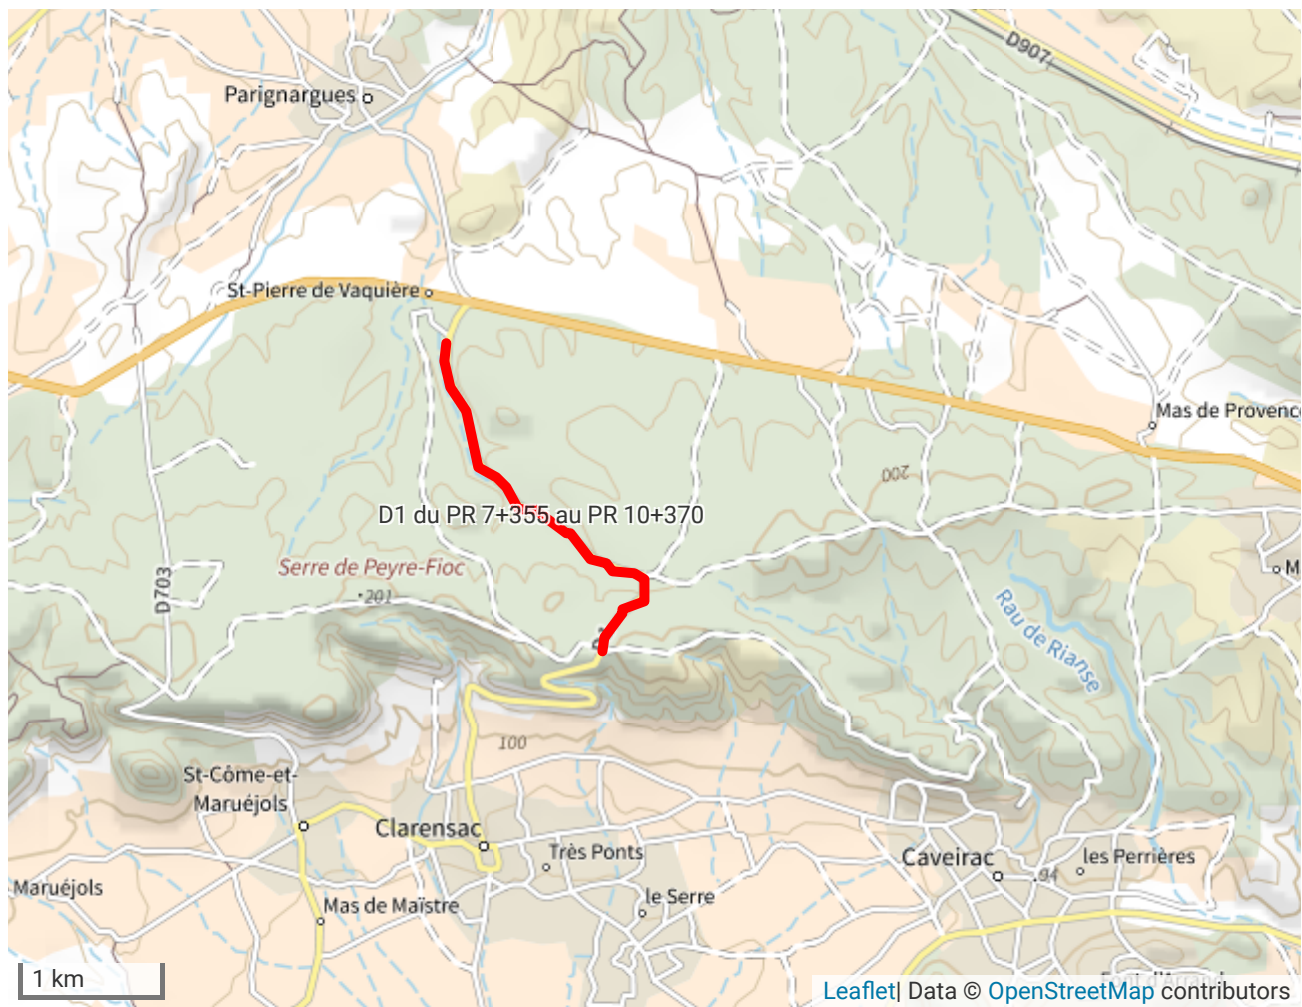 D907
Parignargues
St-Pierre de Vaquière
Mas de Provence
200
D1 du PR 7+355 au PR 10+370
Serre de Peyre-Fioc
201
D703
M
Rau de Rianse
100
St-Côme-et-
Maruéjols
Clarensac
Très Ponts
Caveirac
les Perrières
94
Maruéjols
le Serre
Mas de Maïstre
1 km
Leaflet| Data © OpenStreetMap contributors